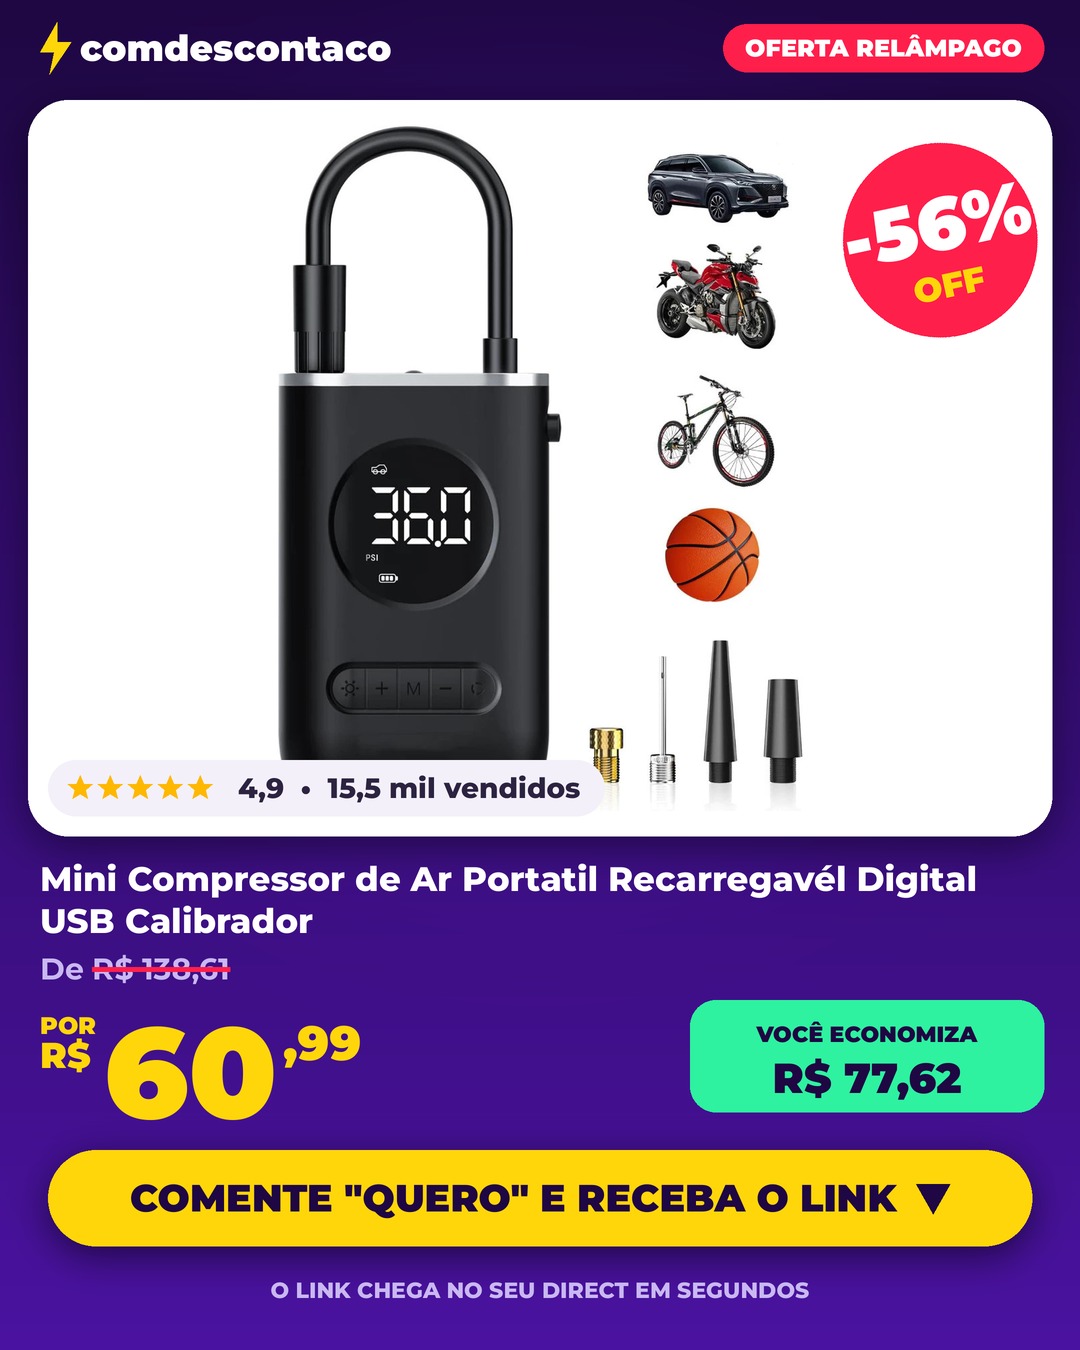 comdescontaco
OFERTA RELÂMPAGO
-56%
OFF
36.0
PSI
+ M −
4,9 • 15,5 mil vendidos
Mini Compressor de Ar Portatil Recarregavél Digital
USB Calibrador
De R$ 138,61
POR
R$ 60,99
VOCÊ ECONOMIZA
R$ 77,62
COMENTE "QUERO" E RECEBA O LINK ▼
O LINK CHEGA NO SEU DIRECT EM SEGUNDOS